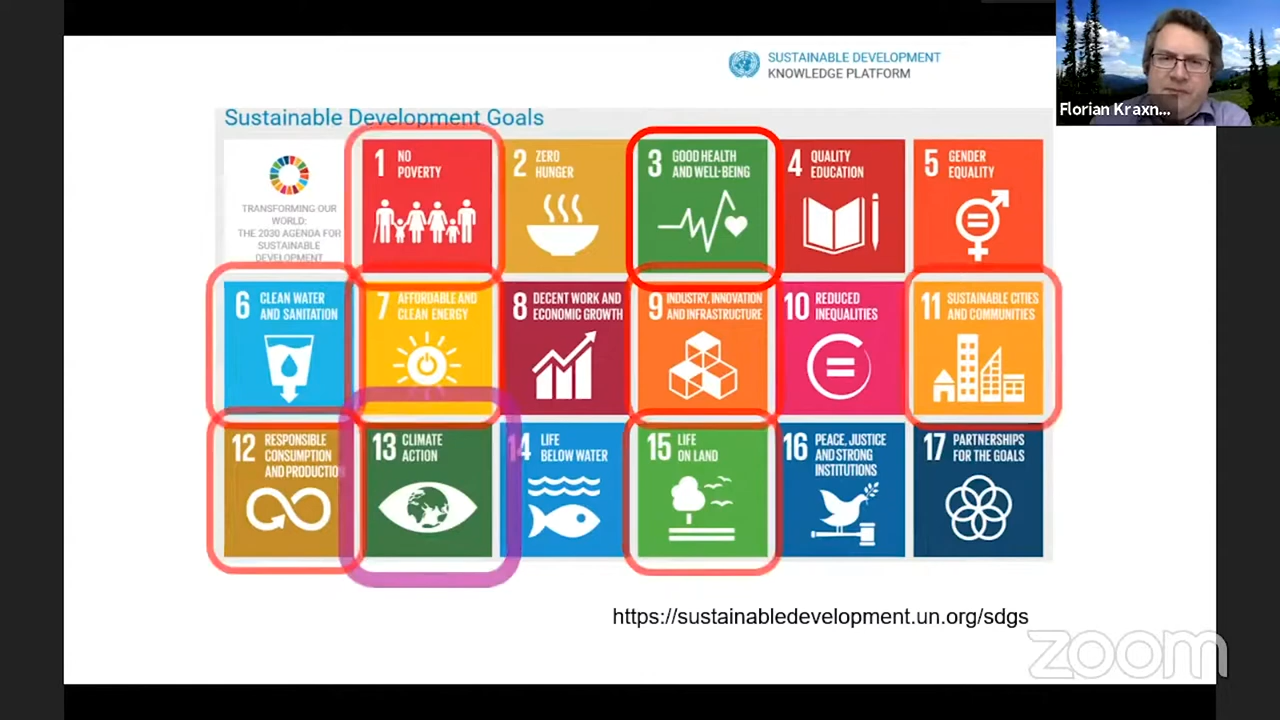 SUSTAINABLE DEVELOPMENT
KNOWLEDGE PLATFORM
Florian Kraxn...
Sustainable Development Goals
TRANSFORMING OUR
WORLD:
THE 2030 AGENDA FOR
SUSTAINABLE
DEVELOPMENT
1 NO
POVERTY
2 ZERO
HUNGER
3 GOOD HEALTH
AND WELL-BEING
4 QUALITY
EDUCATION
5 GENDER
EQUALITY
6 CLEAN WATER
AND SANITATION
7 AFFORDABLE AND
CLEAN ENERGY
8 DECENT WORK AND
ECONOMIC GROWTH
9 INDUSTRY, INNOVATION
AND INFRASTRUCTURE
10 REDUCED
INEQUALITIES
11 SUSTAINABLE CITIES
AND COMMUNITIES
12 RESPONSIBLE
CONSUMPTION
AND PRODUCTION
13 CLIMATE
ACTION
14 LIFE
BELOW WATER
15 LIFE
ON LAND
16 PEACE, JUSTICE
AND STRONG
INSTITUTIONS
17 PARTNERSHIPS
FOR THE GOALS
https://sustainabledevelopment.un.org/sdgs
zoom